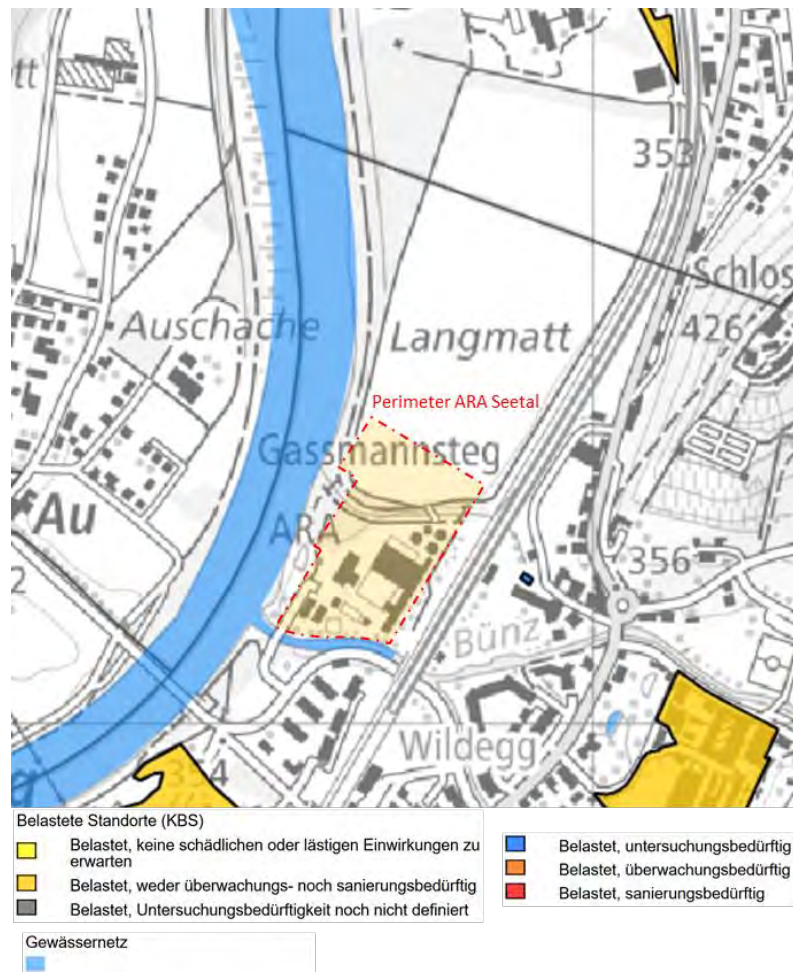 tt
353
Schlos
426
Auschache
Langmatt
Perimeter ARA Seetal
Gassmannsteg
Au
ARA
2
356
Bünz
Wildegg
354
g
Belastete Standorte (KBS)
Belastet, keine schädlichen oder lästigen Einwirkungen zu
erwarten
Belastet, weder überwachungs- noch sanierungsbedürftig
Belastet, Untersuchungsbedürftigkeit noch nicht definiert
Belastet, untersuchungsbedürftig
Belastet, überwachungsbedürftig
Belastet, sanierungsbedürftig
Gewässernetz